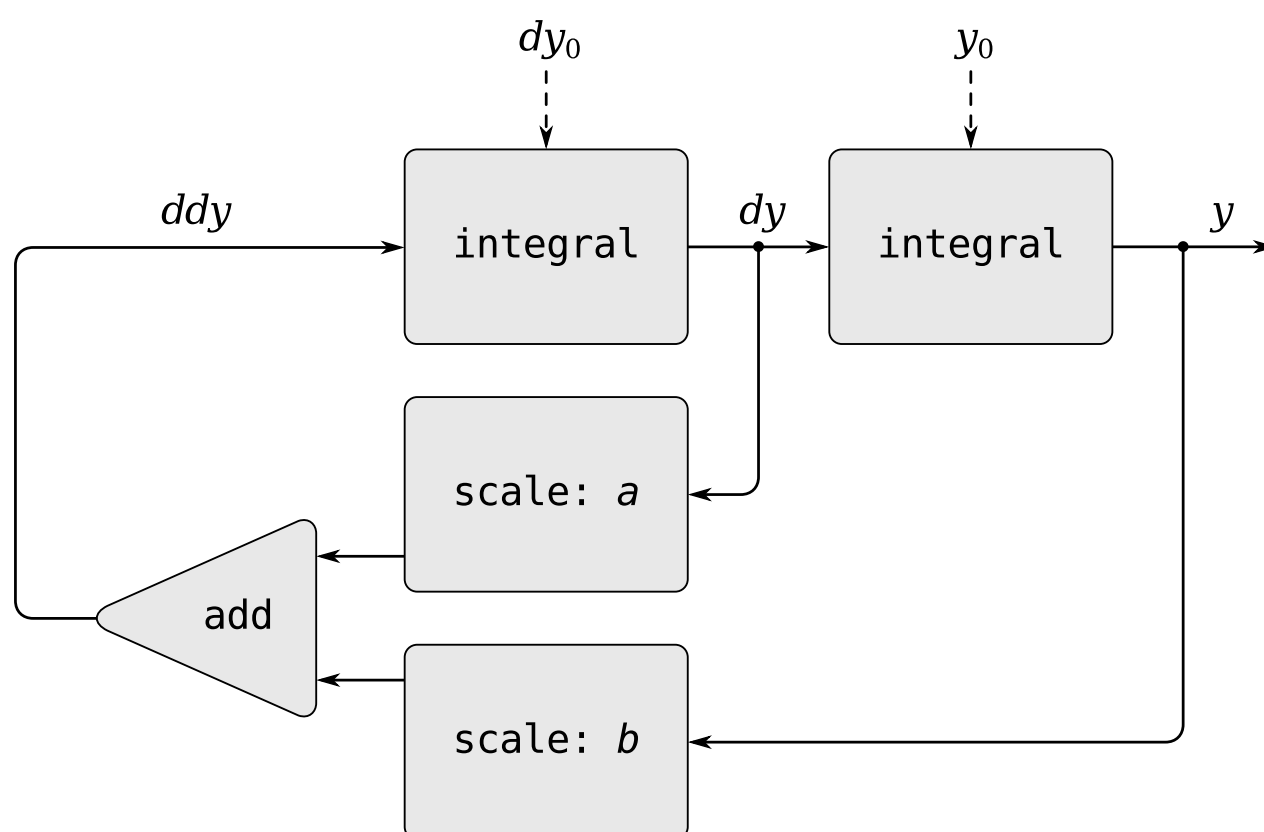 dy₀
y₀
ddy
dy
y
integral
integral
scale: a
add
scale: b